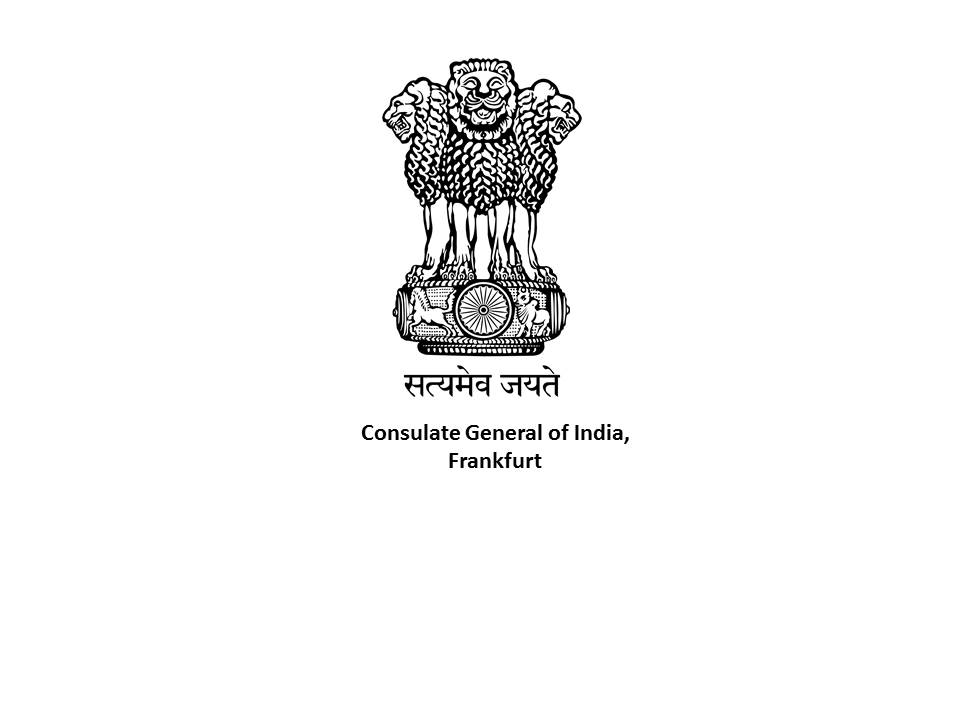 सत्यमेव जयते
Consulate General of India,
Frankfurt